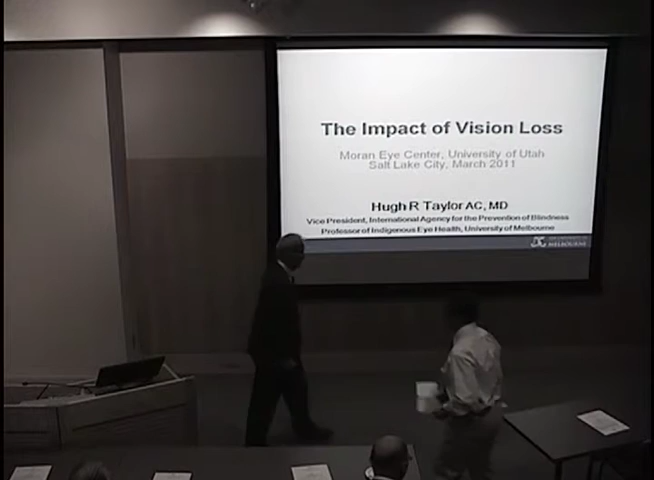 The Impact of Vision Loss
Moran Eye Center, University of Utah
Salt Lake City, March 2011
Hugh R Taylor AC, MD
Vice President, International Agency for the Prevention of Blindness
Professor of Indigenous Eye Health, University of Melbourne
MELBOURNE